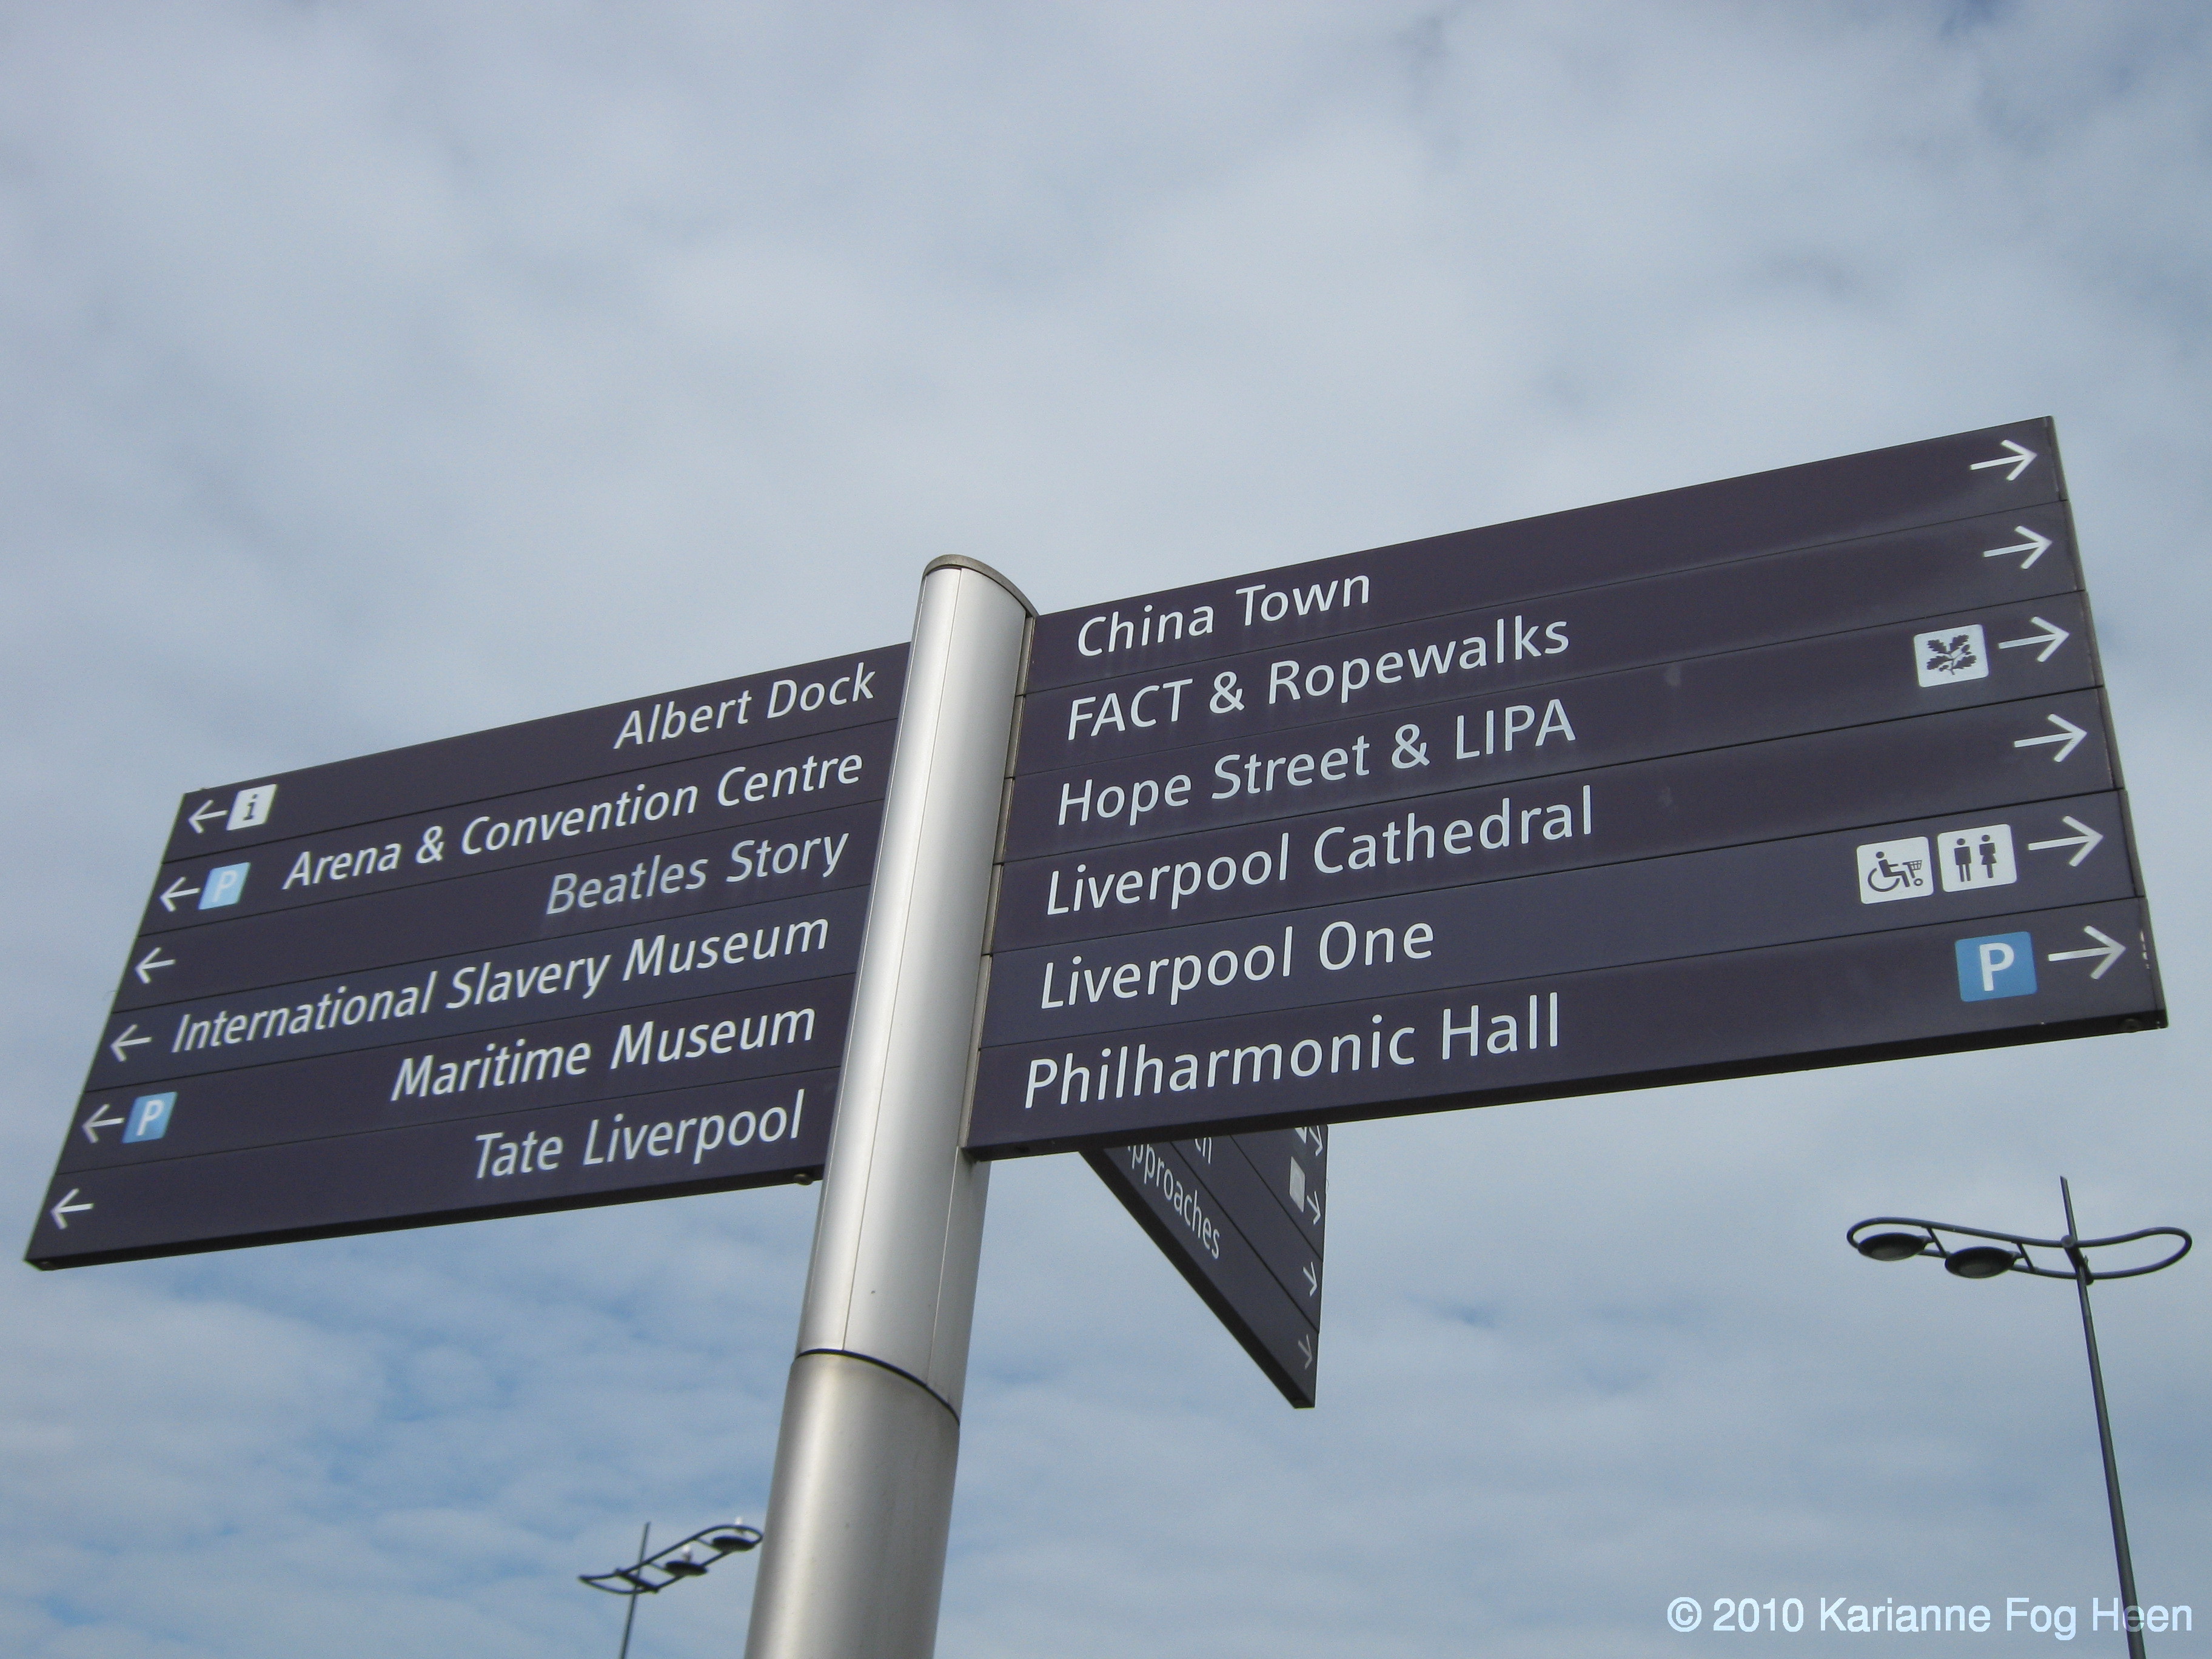 Albert Dock
Arena & Convention Centre
P
Beatles Story
International Slavery Museum
Maritime Museum
P
Tate Liverpool
China Town
FACT & Ropewalks
Hope Street & LIPA
Liverpool Cathedral
Liverpool One
Philharmonic Hall
P
© 2010 Karianne Fog Heen